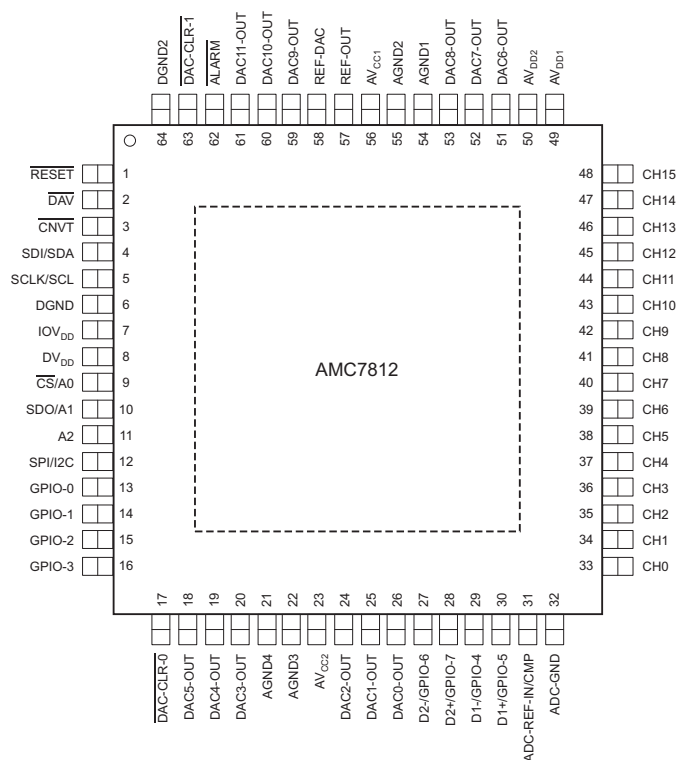 DGND2
DAC-CLR-1
ALARM
DAC11-OUT
DAC10-OUT
DAC9-OUT
REF-DAC
REF-OUT
AVCC1
AGND2
AGND1
DAC8-OUT
DAC7-OUT
DAC6-OUT
AVDD2
AVDD1
64 63 62 61 60 59 58 57 56 55 54 53 52 51 50 49
RESET 1 48 CH15
DAV 2 47 CH14
CNVT 3 46 CH13
SDI/SDA 4 45 CH12
SCLK/SCL 5 44 CH11
DGND 6 43 CH10
IOVDD 7 42 CH9
DVDD 8 41 CH8
AMC7812
CS/A0 9 40 CH7
SDO/A1 10 39 CH6
A2 11 38 CH5
SPI/I2C 12 37 CH4
GPIO-0 13 36 CH3
GPIO-1 14 35 CH2
GPIO-2 15 34 CH1
GPIO-3 16 33 CH0
17 18 19 20 21 22 23 24 25 26 27 28 29 30 31 32
DAC-CLR-0
DAC5-OUT
DAC4-OUT
DAC3-OUT
AGND4
AGND3
AVCC2
DAC2-OUT
DAC1-OUT
DAC0-OUT
D2-/GPIO-6
D2+/GPIO-7
D1-/GPIO-4
D1+/GPIO-5
ADC-REF-IN/CMP
ADC-GND